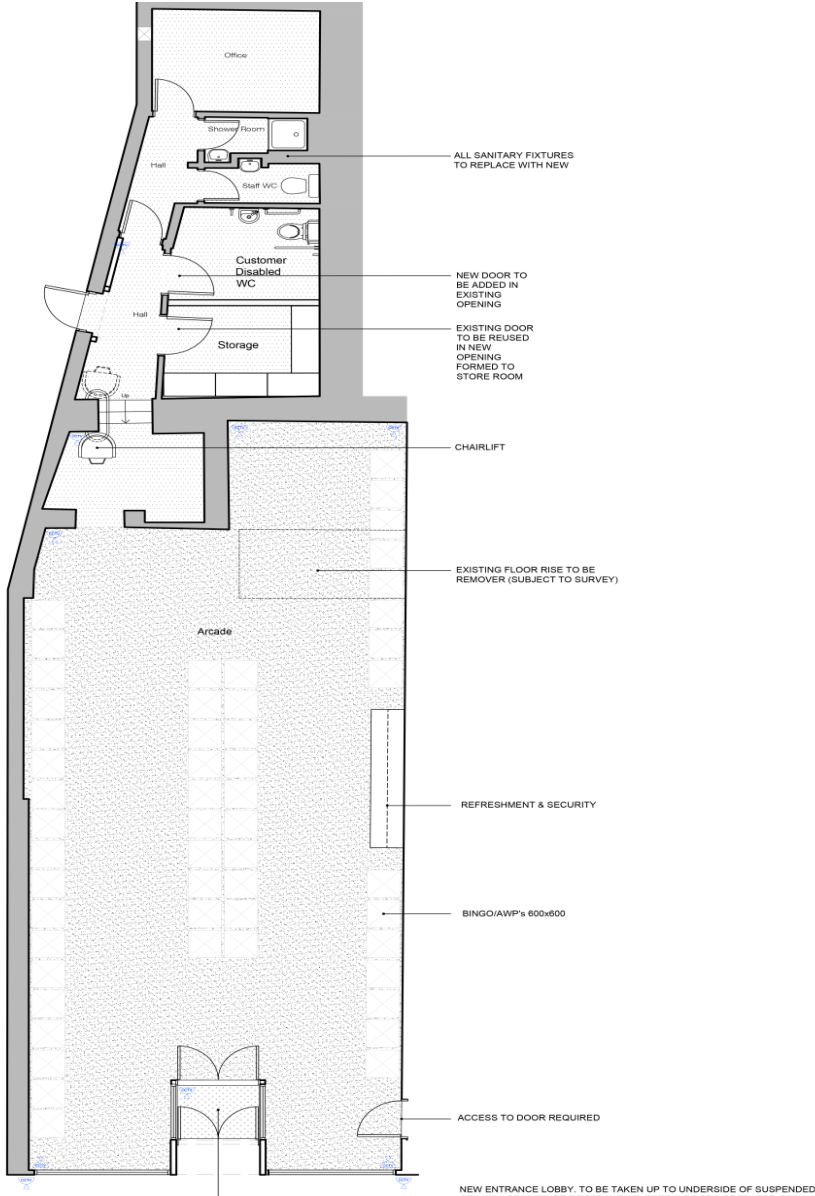 Office
Shower Room
Hall
ALL SANITARY FIXTURES
TO REPLACE WITH NEW
Staff WC
Customer
Disabled
WC
NEW DOOR TO
BE ADDED IN
EXISTING
OPENING
Hall
Storage
EXISTING DOOR
TO BE REUSED
IN NEW
OPENING
FORMED TO
STORE ROOM
Up
CHAIRLIFT
EXISTING FLOOR RISE TO BE
REMOVER (SUBJECT TO SURVEY)
Arcade
REFRESHMENT & SECURITY
BINGO/AWP's 600x600
ACCESS TO DOOR REQUIRED
NEW ENTRANCE LOBBY. TO BE TAKEN UP TO UNDERSIDE OF SUSPENDED